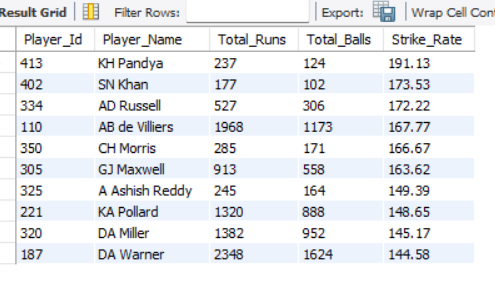 Result Grid Filter Rows: Export: Wrap Cell Cont
Player_Id Player_Name Total_Runs Total_Balls Strike_Rate
413 KH Pandya 237 124 191.13
402 SN Khan 177 102 173.53
334 AD Russell 527 306 172.22
110 AB de Villiers 1968 1173 167.77
350 CH Morris 285 171 166.67
305 GJ Maxwell 913 558 163.62
325 A Ashish Reddy 245 164 149.39
221 KA Pollard 1320 888 148.65
320 DA Miller 1382 952 145.17
187 DA Warner 2348 1624 144.58